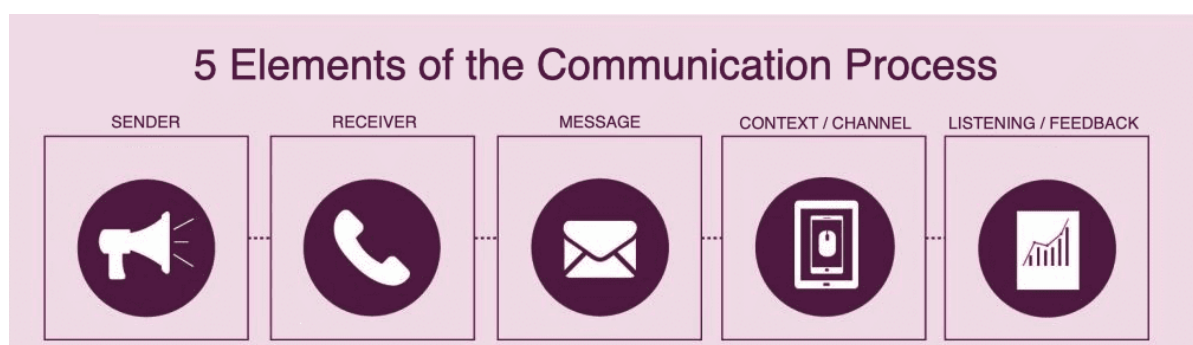 5 Elements of the Communication Process
SENDER
RECEIVER
MESSAGE
CONTEXT / CHANNEL
LISTENING / FEEDBACK